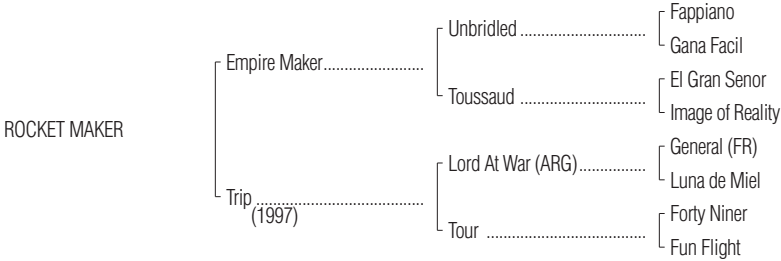 Fappiano
Unbridled ..............................
Gana Facil
Empire Maker........................
El Gran Senor
Toussaud ..............................
Image of Reality
ROCKET MAKER
General (FR)
Lord At War (ARG)................
Luna de Miel
Trip ........................................
(1997)
Forty Niner
Tour ......................................
Fun Flight